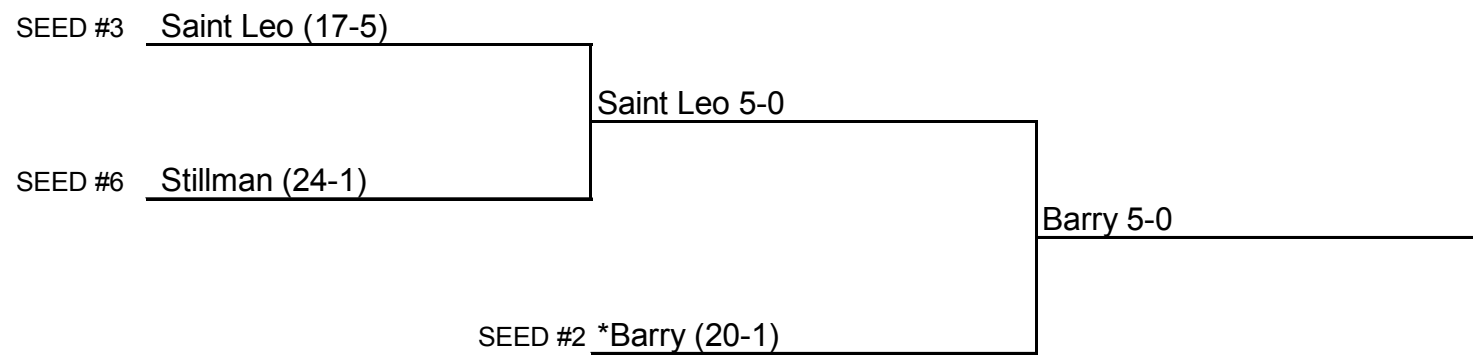 SEED #3 Saint Leo (17-5)
Saint Leo 5-0
SEED #6 Stillman (24-1)
Barry 5-0
SEED #2 *Barry (20-1)